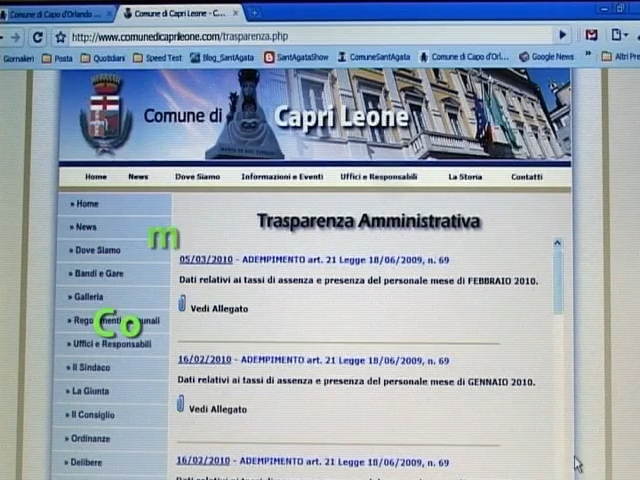 Comune di Capo d'Orlando ...
Comune di Capri Leone - C...
http://www.comunedicaprileone.com/trasparenza.php
Giornalieri
Posta
Quotidiani
Speed Test
Blog_SantAgata
SantAgataShow
ComuneSantAgata
Comune di Capo d'Orl...
Google News
»
Altri Pre
Comune di Capri Leone
Home
News
Dove Siamo
Informazioni e Eventi
Uffici e Responsabili
La Storia
Contatti
» Home
» News
» Dove Siamo
» Bandi e Gare
» Galleria
» Uffici e Responsabili
» Il Sindaco
» La Giunta
» Il Consiglio
» Ordinanze
» Delibere
m
Co
Trasparenza Amministrativa
05/03/2010 - ADEMPIMENTO art. 21 Legge 18/06/2009, n. 69
Dati relativi ai tassi di assenza e presenza del personale mese di FEBBRAIO 2010.
Vedi Allegato
16/02/2010 - ADEMPIMENTO art. 21 Legge 18/06/2009, n. 69
Dati relativi ai tassi di assenza e presenza del personale mese di GENNAIO 2010.
Vedi Allegato
16/02/2010 - ADEMPIMENTO art. 21 Legge 18/06/2009, n. 69